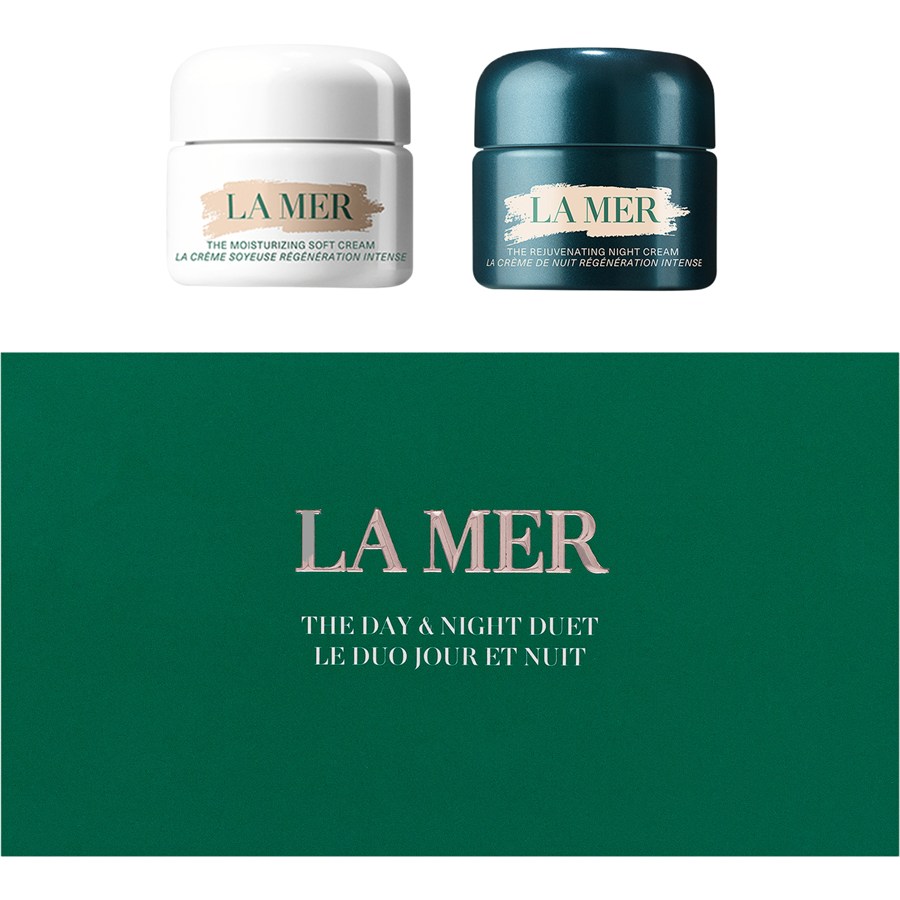 LA MER
THE MOISTURIZING SOFT CREAM
LA CRÈME SOYEUSE RÉGÉNÉRATION INTENSE
LA MER
THE REJUVENATING NIGHT CREAM
LA CRÈME DE NUIT RÉGÉNÉRATION INTENSE
LA MER
THE DAY & NIGHT DUET
LE DUO JOUR ET NUIT